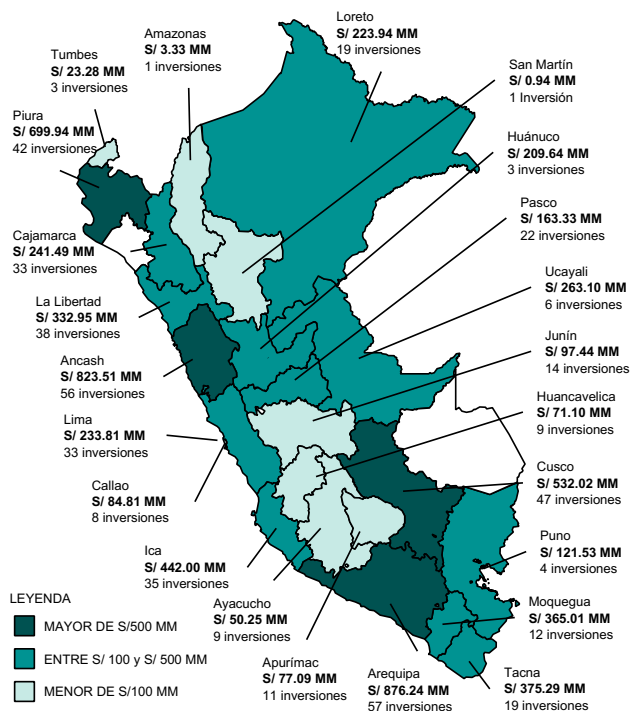 Loreto
S/ 223.94 MM
19 inversiones
Amazonas
S/ 3.33 MM
1 inversiones
Tumbes
S/ 23.28 MM
3 inversiones
San Martín
S/ 0.94 MM
1 Inversión
Piura
S/ 699.94 MM
42 inversiones
Huánuco
S/ 209.64 MM
3 inversiones
Pasco
S/ 163.33 MM
22 inversiones
Cajamarca
S/ 241.49 MM
33 inversiones
Ucayali
S/ 263.10 MM
6 inversiones
La Libertad
S/ 332.95 MM
38 inversiones
Junín
S/ 97.44 MM
14 inversiones
Ancash
S/ 823.51 MM
56 inversiones
Huancavelica
S/ 71.10 MM
9 inversiones
Lima
S/ 233.81 MM
33 inversiones
Cusco
S/ 532.02 MM
47 inversiones
Callao
S/ 84.81 MM
8 inversiones
Puno
S/ 121.53 MM
4 inversiones
Ica
S/ 442.00 MM
35 inversiones
Ayacucho
S/ 50.25 MM
9 inversiones
Moquegua
S/ 365.01 MM
12 inversiones
Apurímac
S/ 77.09 MM
11 inversiones
Arequipa
S/ 876.24 MM
57 inversiones
Tacna
S/ 375.29 MM
19 inversiones
LEYENDA
MAYOR DE S/500 MM
ENTRE S/ 100 y S/ 500 MM
MENOR DE S/100 MM